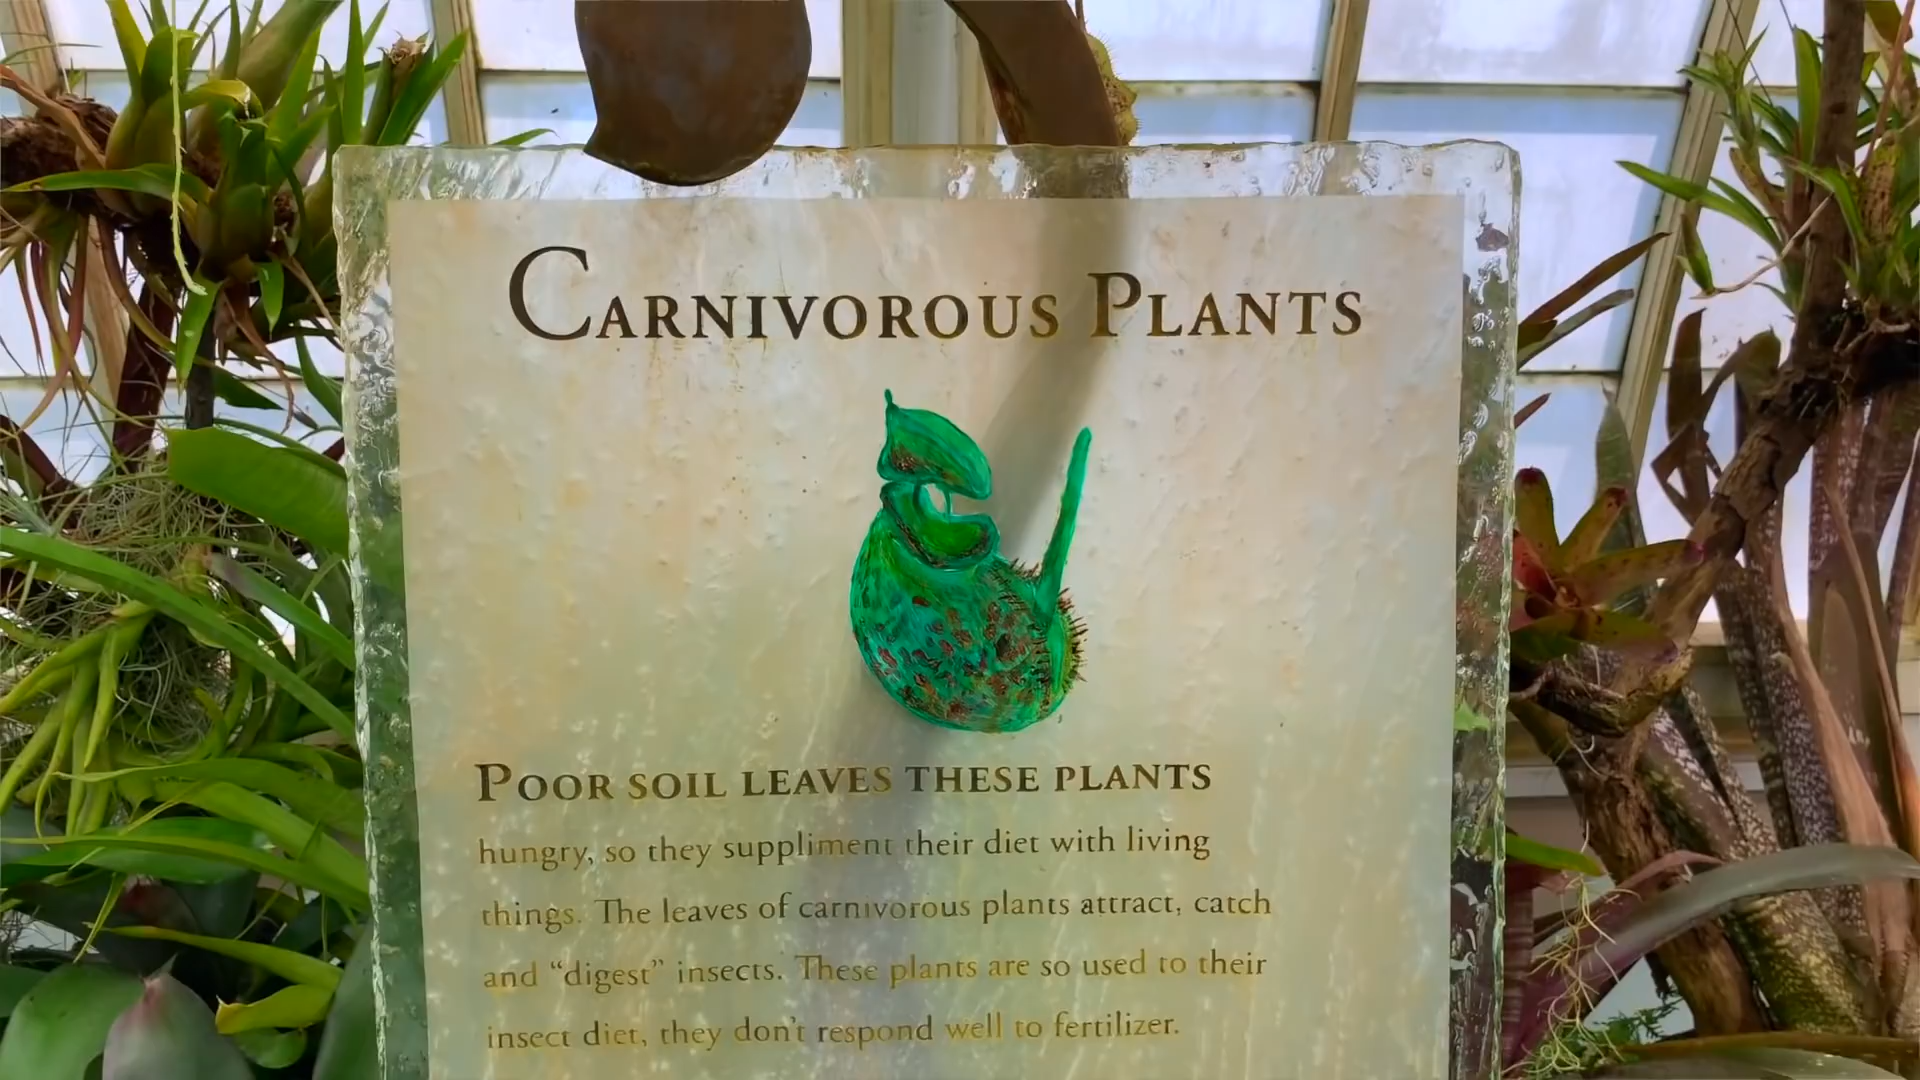 CARNIVOROUS PLANTS
POOR SOIL LEAVES THESE PLANTS
hungry, so they suppliment their diet with living
things. The leaves of carnivorous plants attract, catch
and “digest” insects. These plants are so used to their
insect diet, they don't respond well to fertilizer.